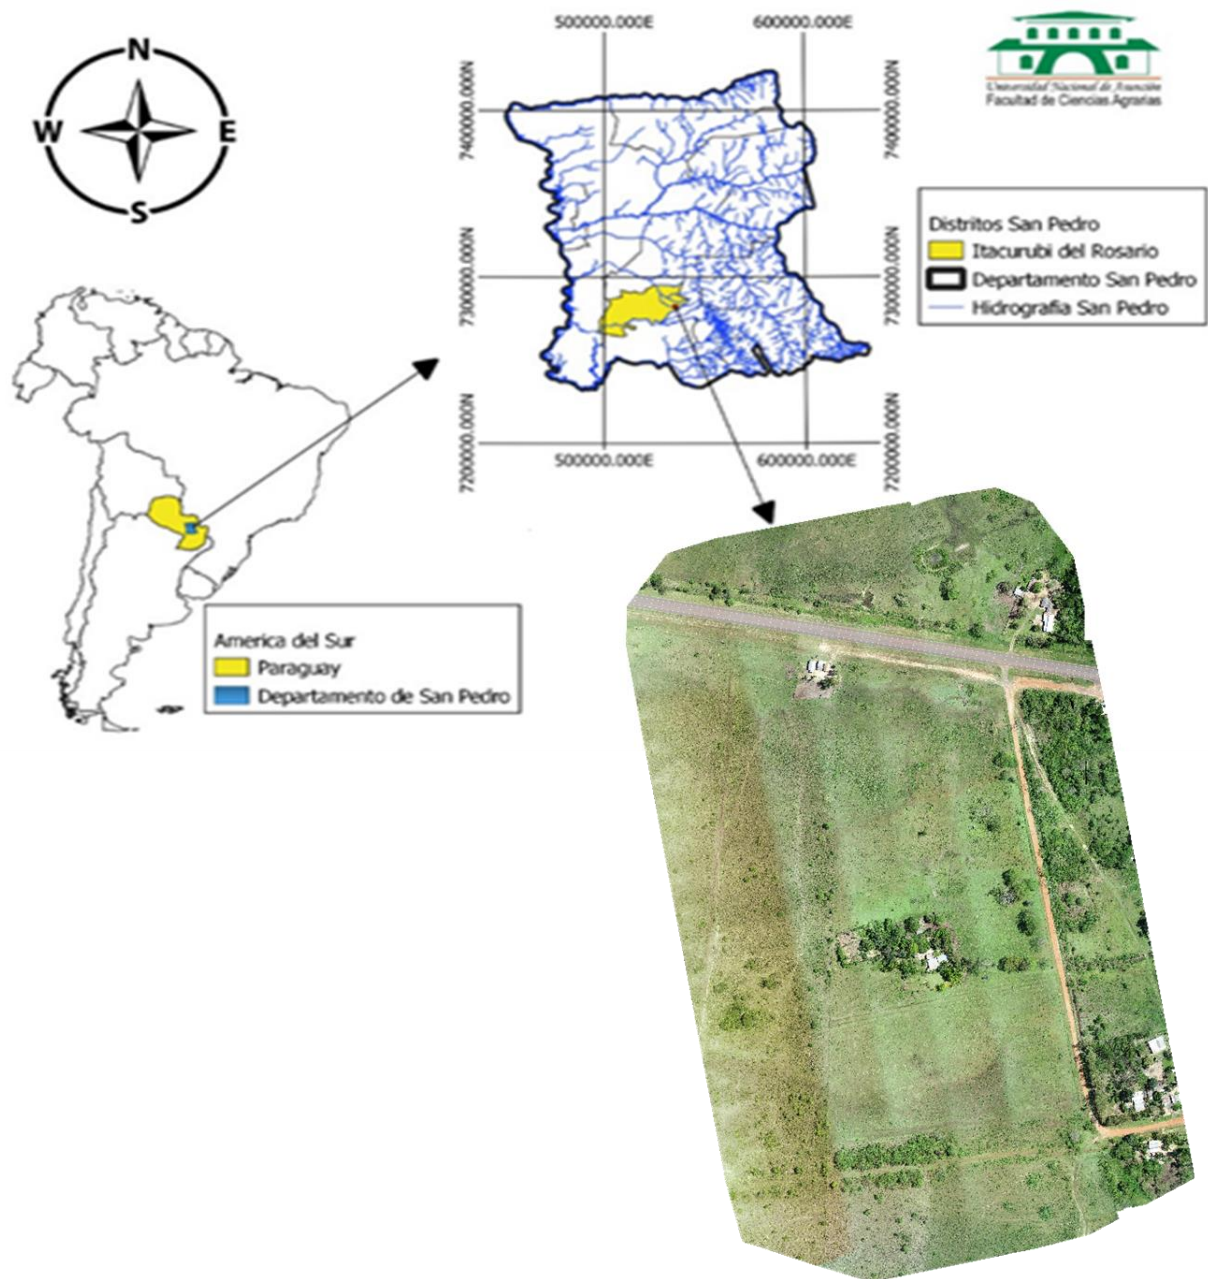 N
W
E
S
500000.000E
600000.000E
7400000.000N
7400000.000N
7300000.000N
7300000.000N
7200000.000N
7200000.000N
500000.000E
600000.000E
Universidad Nacional de Asunción
Facultad de Ciencias Agrarias
Distritos San Pedro
Itacurubi del Rosario
Departamento San Pedro
Hidrografia San Pedro
America del Sur
Paraguay
Departamento de San Pedro